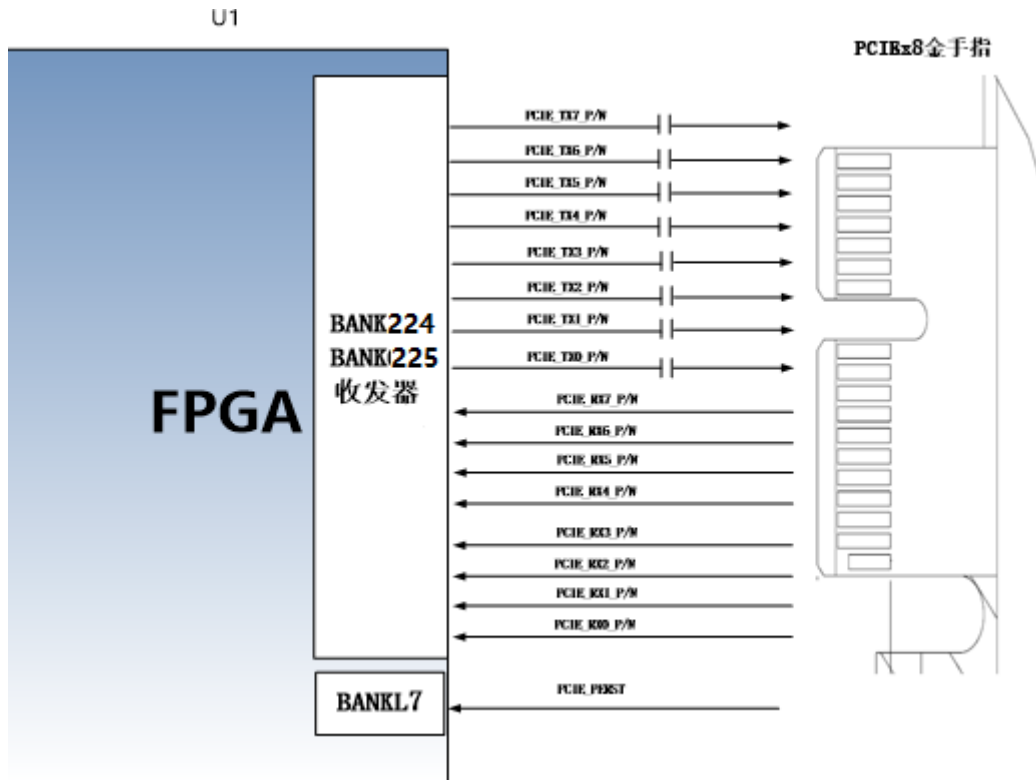 U1
PCIEx8金手指
PCIE_TX7_P/N
PCIE_TX6_P/N
PCIE_TX5_P/N
PCIE_TX4_P/N
PCIE_TX3_P/N
PCIE_TX2_P/N
PCIE_TX1_P/N
PCIE_TX0_P/N
BANK224
BANK225
收发器
FPGA
PCIE_RX7_P/N
PCIE_RX6_P/N
PCIE_RX5_P/N
PCIE_RX4_P/N
PCIE_RX3_P/N
PCIE_RX2_P/N
PCIE_RX1_P/N
PCIE_RX0_P/N
BANKL7
PCIE_PERST